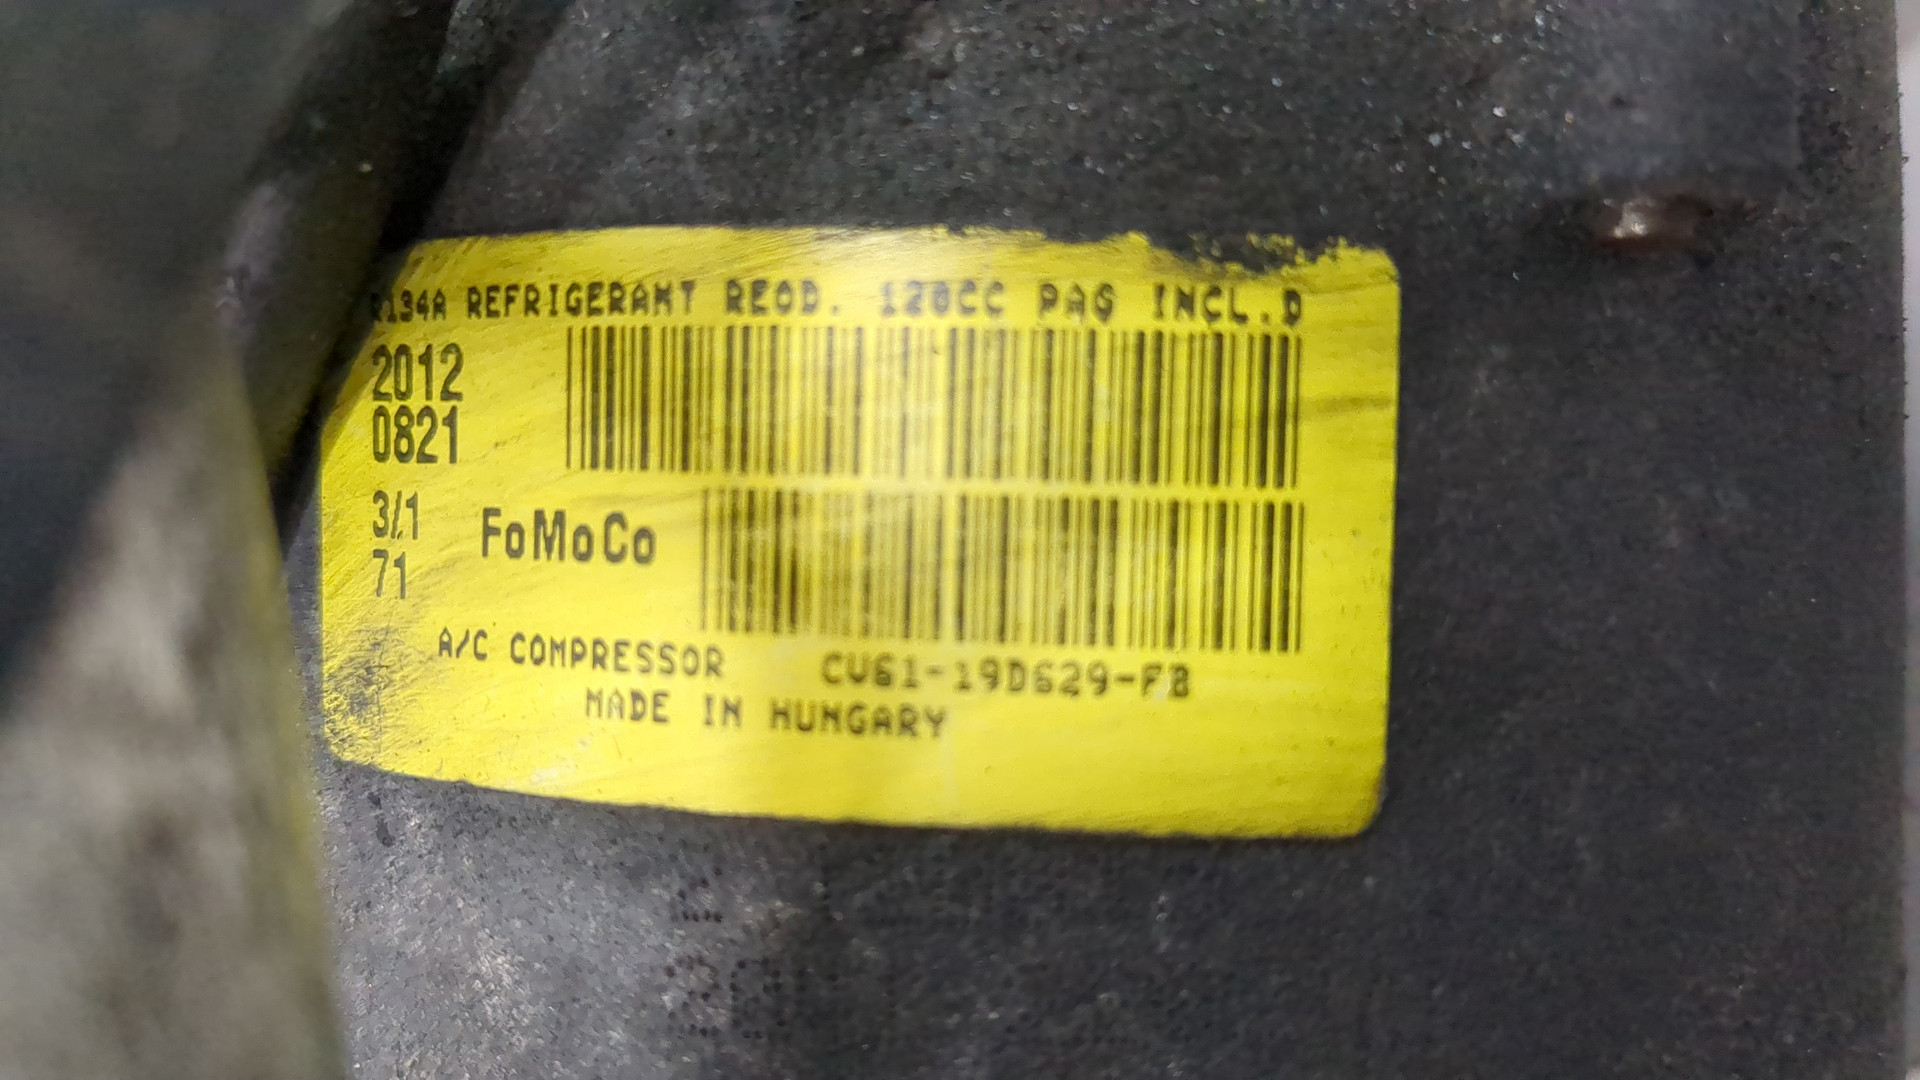 R134A REFRIGERANT REQD. 120CC PAG INCL.D
2012
0821
3/1
71
FoMoCo
A/C COMPRESSOR CV61-19D629-FB
MADE IN HUNGARY